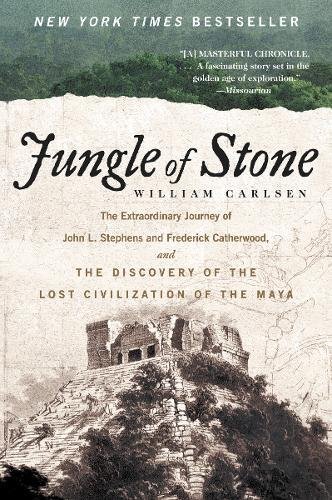 NEW YORK TIMES BESTSELLER
"[A] MASTERFUL CHRONICLE.
. . . A fascinating story set in the
golden age of exploration."
—Missourian
Jungle of Stone
WILLIAM CARLSEN
The Extraordinary Journey of
John L. Stephens and Frederick Catherwood,
and
THE DISCOVERY OF THE
LOST CIVILIZATION OF THE MAYA